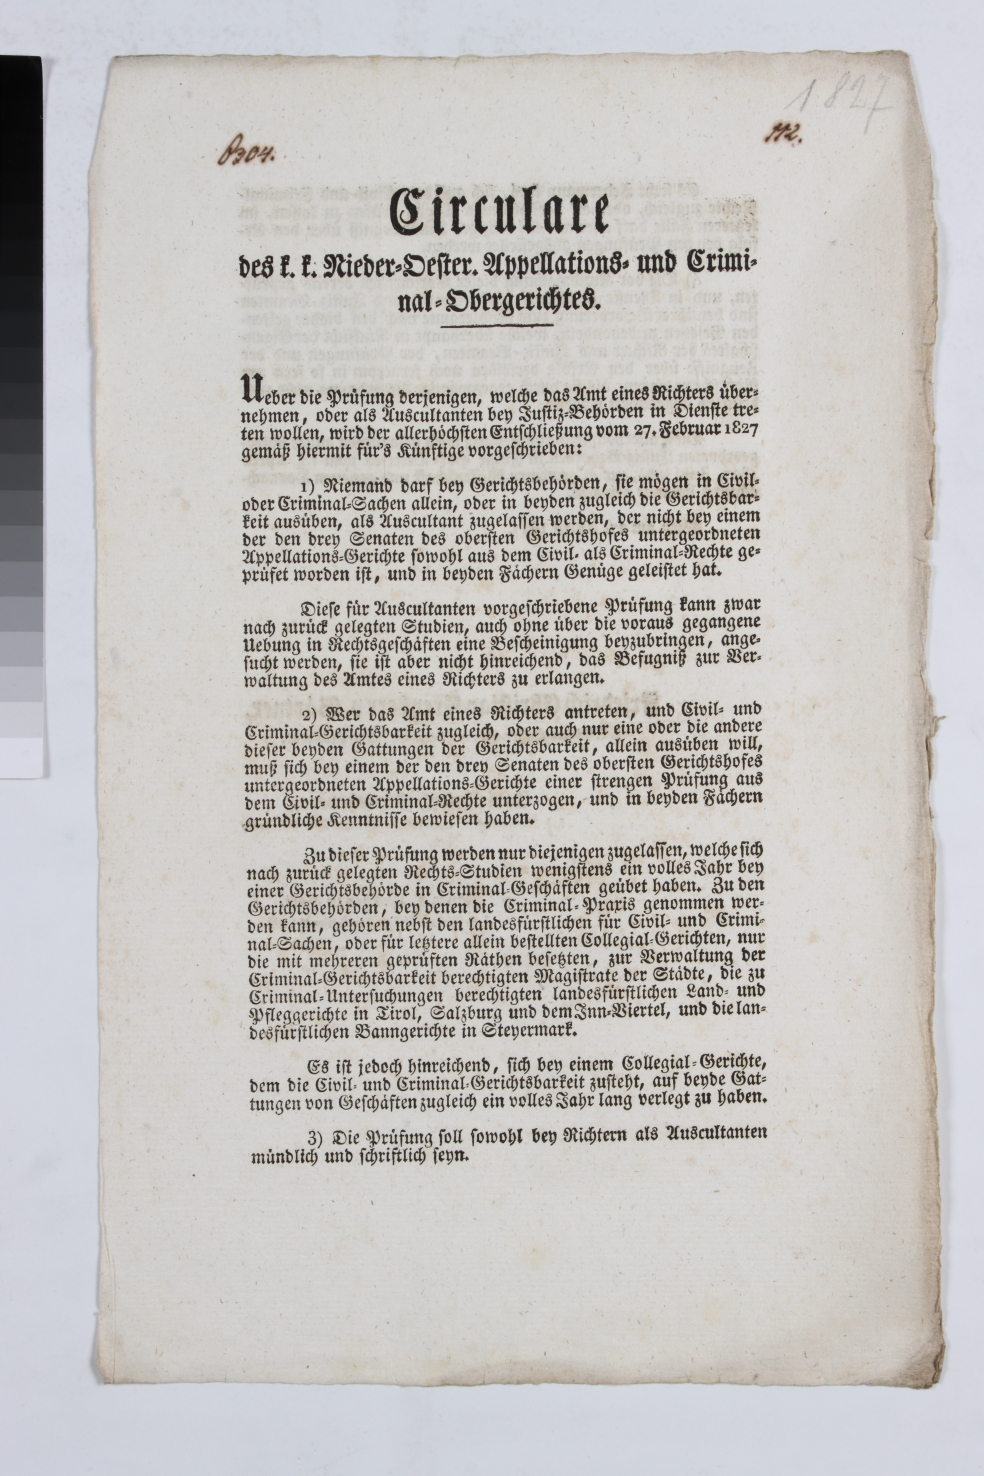 1827
112.
Circulare
des k. k. Nieder-Oester. Appellations- und Crimi-
nal-Obergerichtes.
Ueber die Prüfung derjenigen, welche das Amt eines Richters über-
nehmen, oder als Auscultanten bey Justiz-Behörden in Dienste tre-
ten wollen, wird der allerhöchsten Entschließung vom 27. Februar 1827
gemäß hiermit für's Künftige vorgeschrieben:
1) Niemand darf bey Gerichtsbehörden, sie mögen in Civil-
oder Criminal-Sachen allein, oder in beyden zugleich die Gerichtsbar-
keit ausüben, als Auscultant zugelassen werden, der nicht bey einem
der den drey Senaten des obersten Gerichtshofes untergeordneten
Appellations-Gerichte sowohl aus dem Civil- als Criminal-Rechte ge-
prüfet worden ist, und in beyden Fächern Genüge geleistet hat.
Diese für Auscultanten vorgeschriebene Prüfung kann zwar
nach zurück gelegten Studien, auch ohne über die voraus gegangene
Uebung in Rechtsgeschäften eine Bescheinigung beyzubringen, ange-
sucht werden, sie ist aber nicht hinreichend, das Befugniß zur Ver-
waltung des Amtes eines Richters zu erlangen.
2) Wer das Amt eines Richters antreten, und Civil- und
Criminal-Gerichtsbarkeit zugleich, oder auch nur eine oder die andere
dieser beyden Gattungen der Gerichtsbarkeit, allein ausüben will,
muß sich bey einem der den drey Senaten des obersten Gerichtshofes
untergeordneten Appellations-Gerichte einer strengen Prüfung aus
dem Civil- und Criminal-Rechte unterzogen, und in beyden Fächern
gründliche Kenntnisse bewiesen haben.
Zu dieser Prüfung werden nur diejenigen zugelassen, welche sich
nach zurück gelegten Rechts-Studien wenigstens ein volles Jahr bey
einer Gerichtsbehörde in Criminal-Geschäften geübet haben. Zu den
Gerichtsbehörden, bey denen die Criminal-Praxis genommen wer-
den kann, gehören nebst den landesfürstlichen für Civil- und Crimi-
nal-Sachen, oder für letztere allein bestellten Collegial-Gerichten, nur
die mit mehreren geprüften Räthen besetzten, zur Verwaltung der
Criminal-Gerichtsbarkeit berechtigten Magistrate der Städte, die zu
Criminal-Untersuchungen berechtigten landesfürstlichen Land- und
Pfleggerichte in Tirol, Salzburg und dem Inn-Viertel, und die lan-
desfürstlichen Banngerichte in Steyermark.
Es ist jedoch hinreichend, sich bey einem Collegial-Gerichte,
dem die Civil- und Criminal-Gerichtsbarkeit zusteht, auf beyde Gat-
tungen von Geschäften zugleich ein volles Jahr lang verlegt zu haben.
3) Die Prüfung soll sowohl bey Richtern als Auscultanten
mündlich und schriftlich seyn.